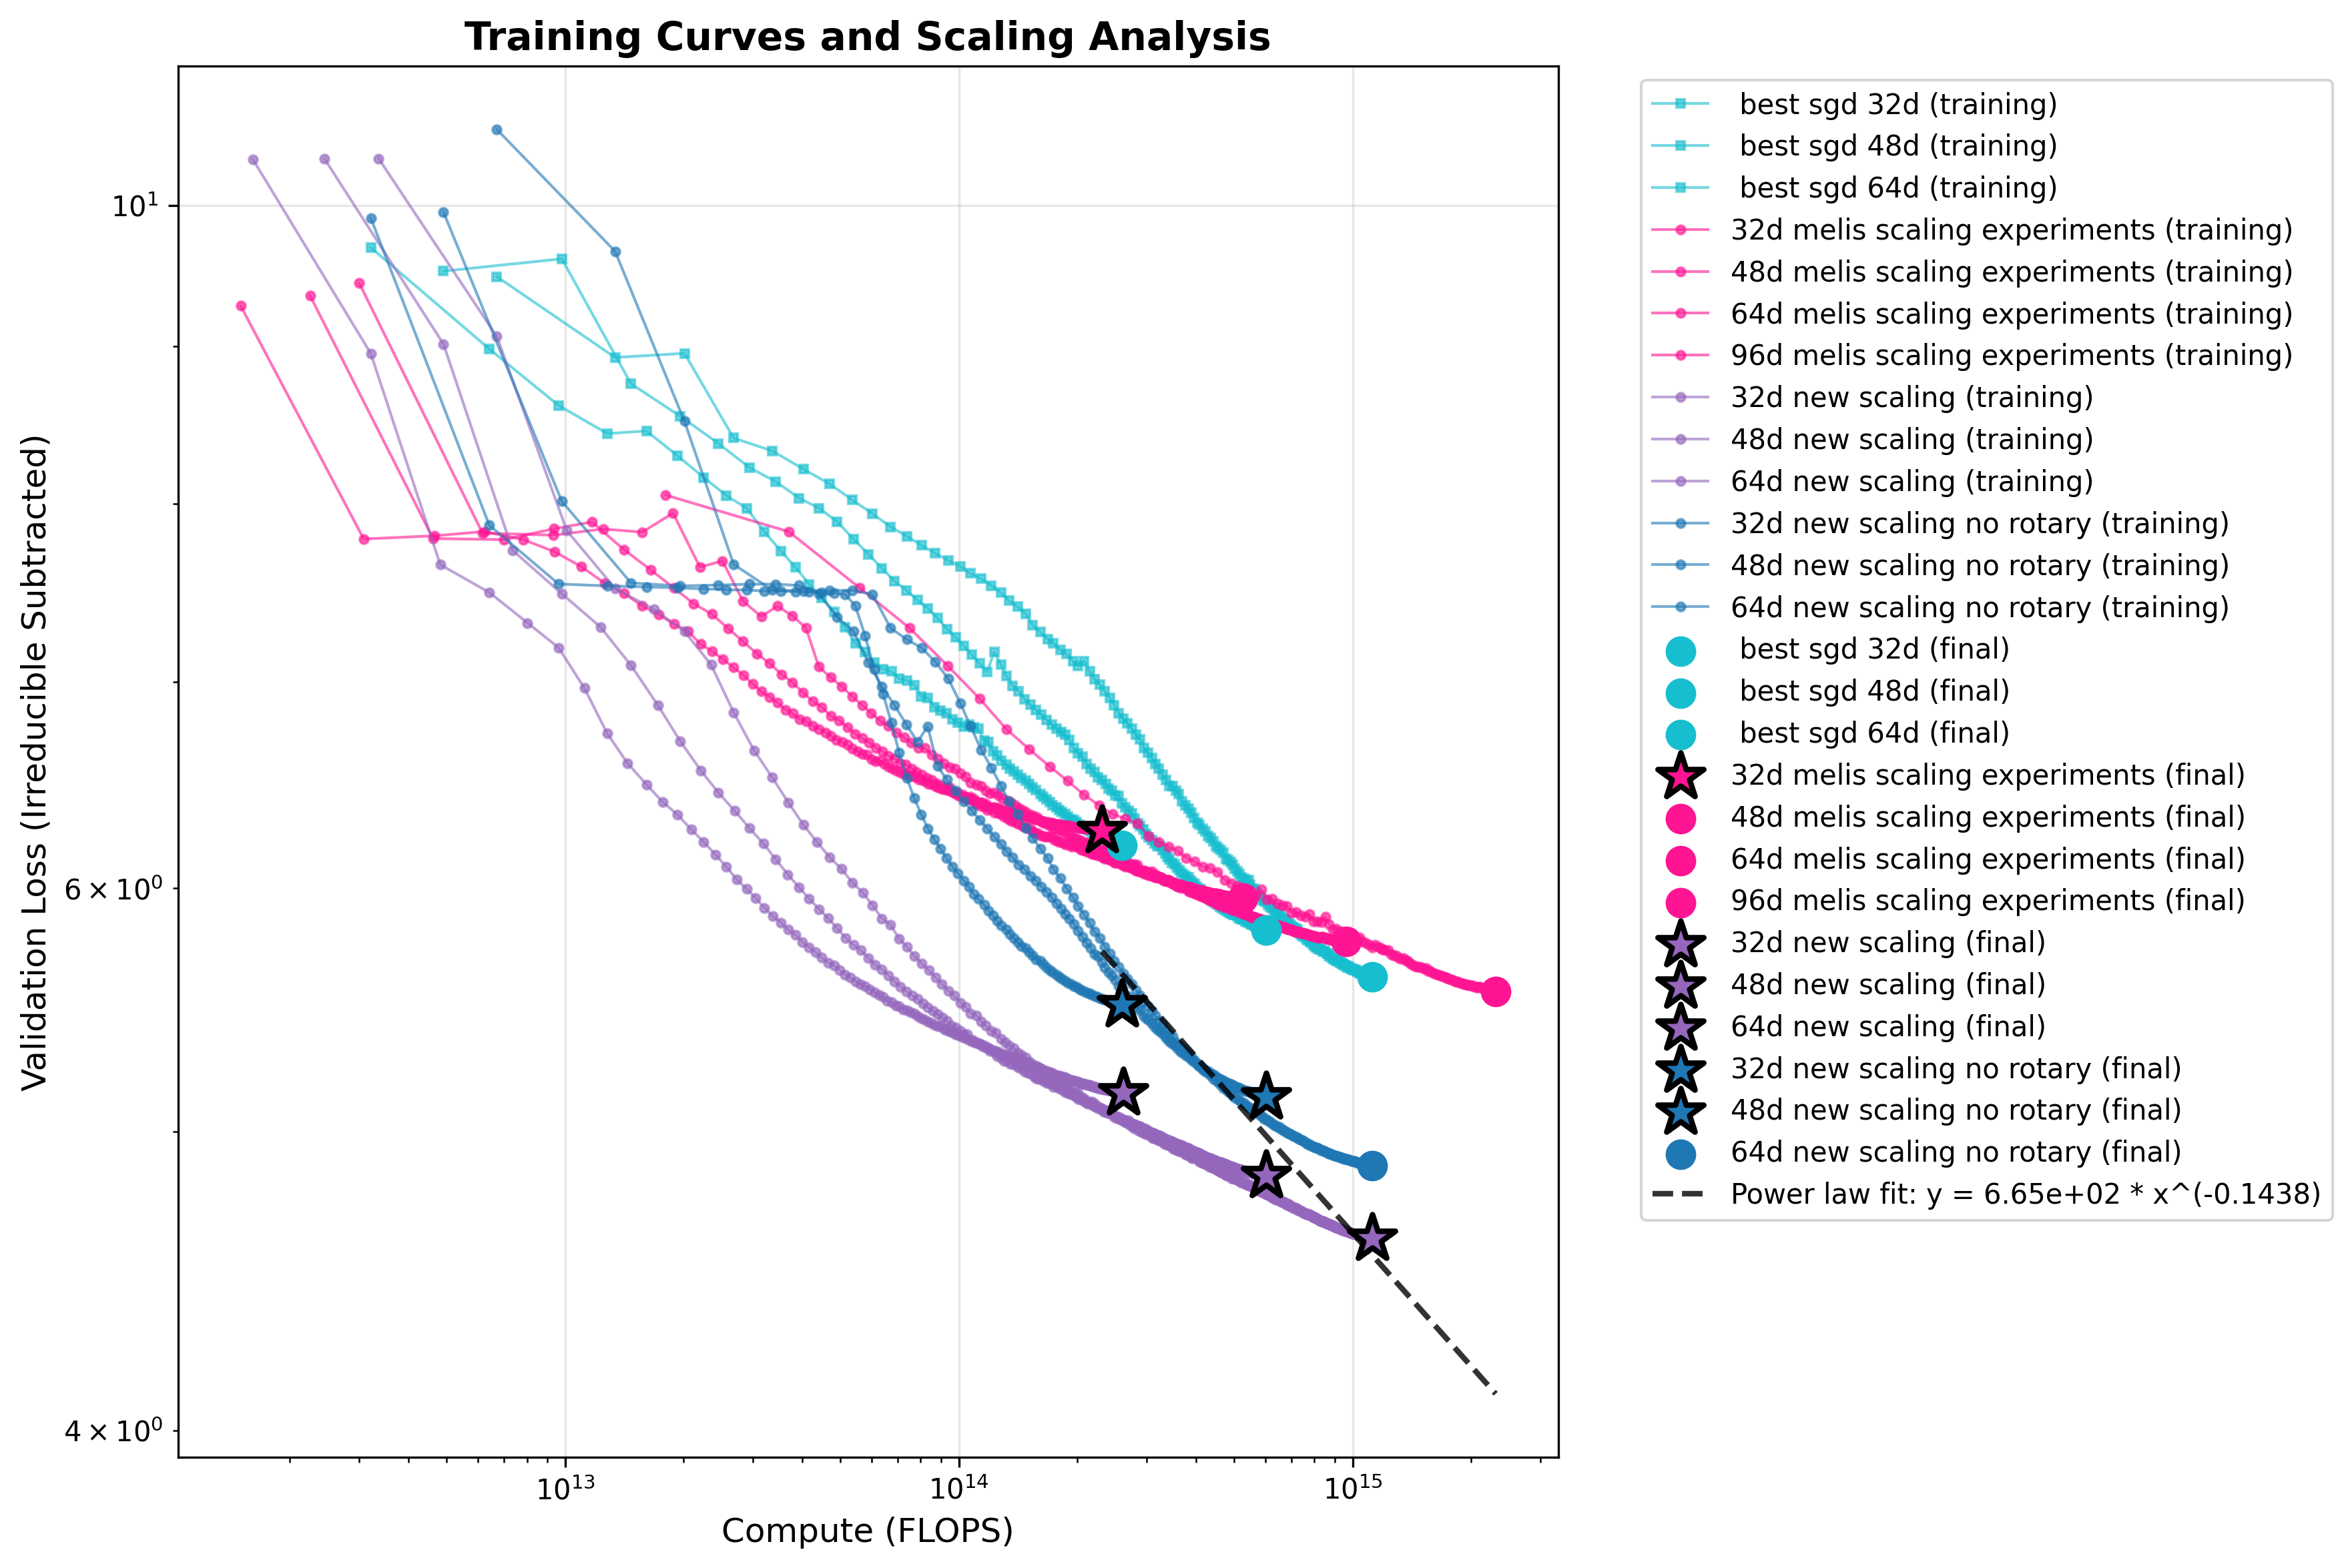 Training Curves and Scaling Analysis
Validation Loss (Irreducible Subtracted)
10¹
6 × 10⁰
4 × 10⁰
10¹³
10¹⁴
10¹⁵
Compute (FLOPS)
best sgd 32d (training)
best sgd 48d (training)
best sgd 64d (training)
32d melis scaling experiments (training)
48d melis scaling experiments (training)
64d melis scaling experiments (training)
96d melis scaling experiments (training)
32d new scaling (training)
48d new scaling (training)
64d new scaling (training)
32d new scaling no rotary (training)
48d new scaling no rotary (training)
64d new scaling no rotary (training)
best sgd 32d (final)
best sgd 48d (final)
best sgd 64d (final)
32d melis scaling experiments (final)
48d melis scaling experiments (final)
64d melis scaling experiments (final)
96d melis scaling experiments (final)
32d new scaling (final)
48d new scaling (final)
64d new scaling (final)
32d new scaling no rotary (final)
48d new scaling no rotary (final)
64d new scaling no rotary (final)
Power law fit: y = 6.65e+02 * x^(-0.1438)